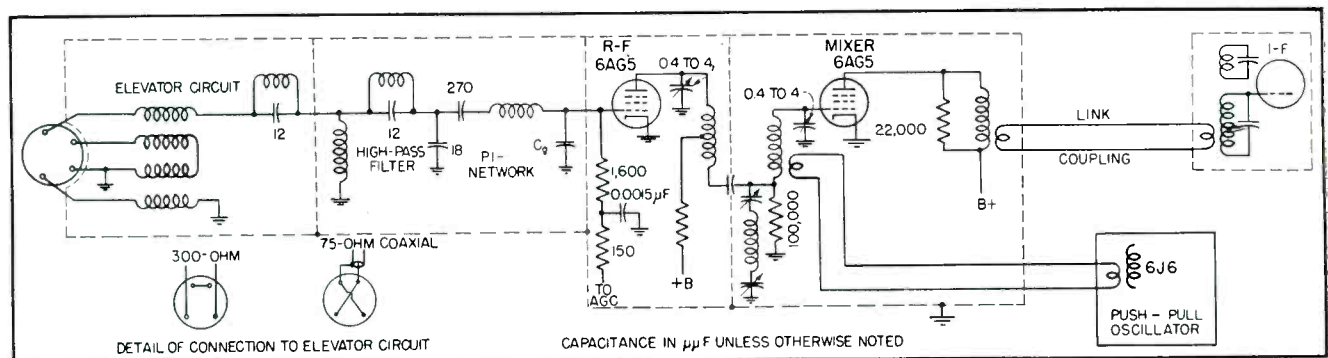 ELEVATOR CIRCUIT
12
12
HIGH-PASS
FILTER
270
18
PI-
NETWORK
Cg
R-F
6AG5
0.4 TO 4,
1,600
0.0015μF
150
TO
AGC
+B
MIXER
6AG5
0.4 TO 4
100,000
22,000
B+
LINK
COUPLING
I-F
6J6
PUSH - PULL
OSCILLATOR
300-OHM
75-OHM COAXIAL
DETAIL OF CONNECTION TO ELEVATOR CIRCUIT
CAPACITANCE IN μμF UNLESS OTHERWISE NOTED